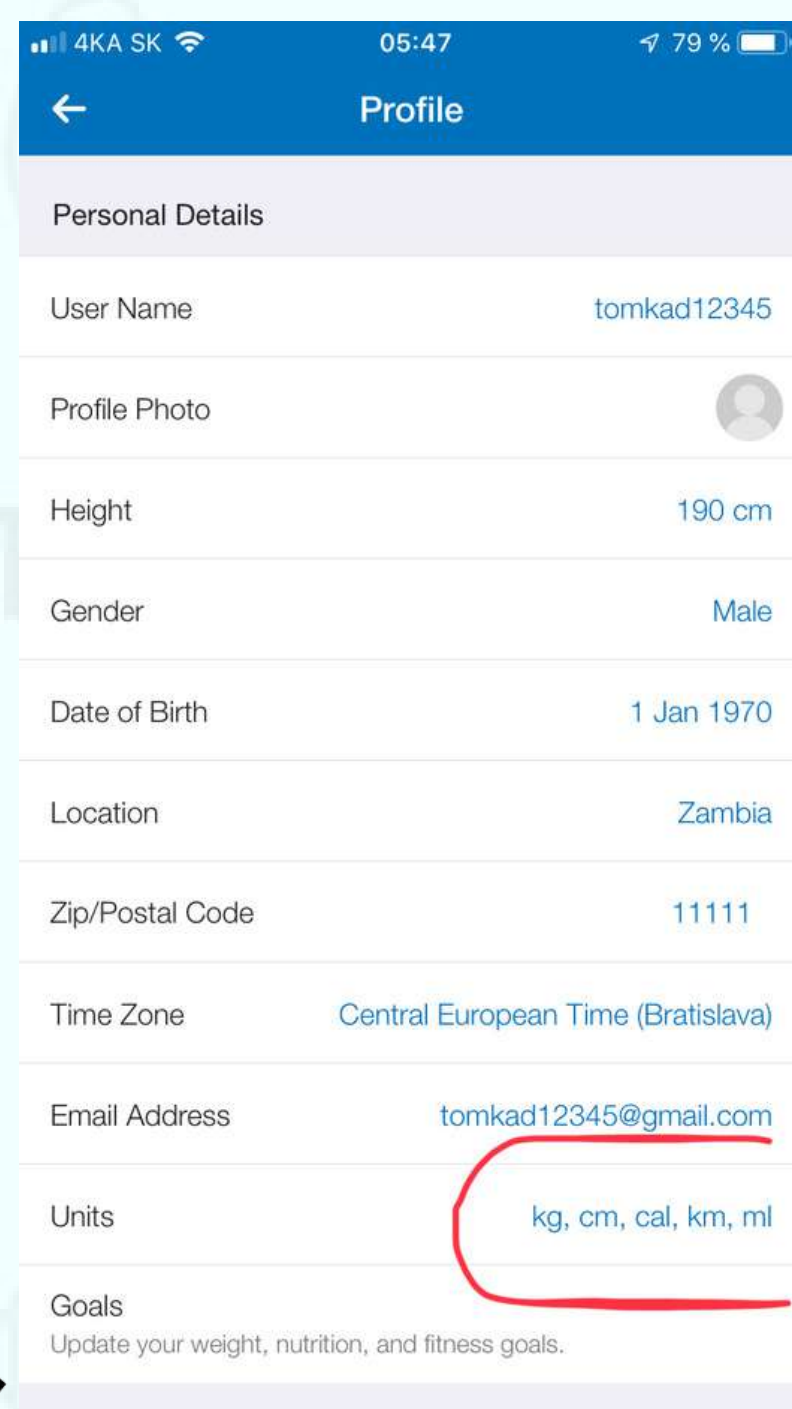 4KA SK 05:47 79 %
Profile
Personal Details
User Name tomkad12345
Profile Photo
Height 190 cm
Gender Male
Date of Birth 1 Jan 1970
Location Zambia
Zip/Postal Code 11111
Time Zone Central European Time (Bratislava)
Email Address tomkad12345@gmail.com
Units kg, cm, cal, km, ml
Goals
Update your weight, nutrition, and fitness goals.